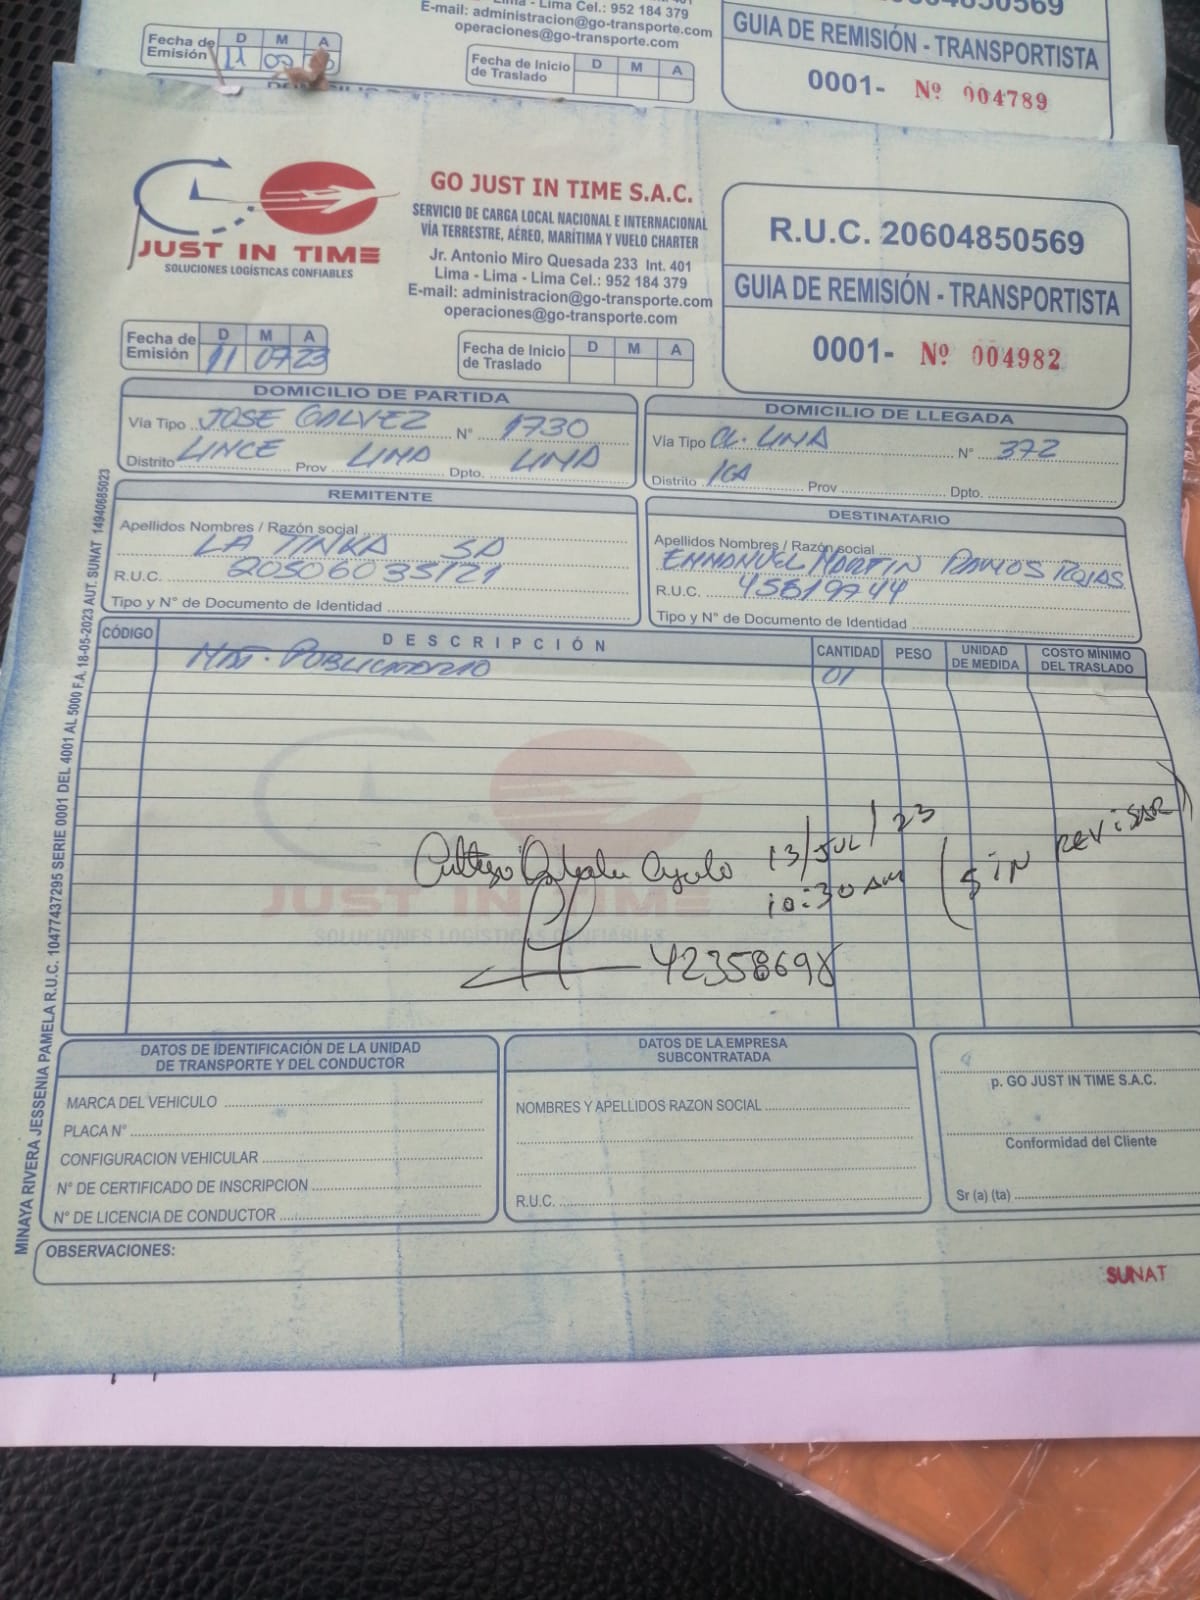 Lima - Lima Cel.: 952 184 379
E-mail: administracion@go-transporte.com
operaciones@go-transporte.com
GUIA DE REMISIÓN - TRANSPORTISTA
0001- Nº 004789
Fecha de Emisión D M A
11 07
Fecha de Inicio de Traslado D M A
JUST IN TIME
SOLUCIONES LOGÍSTICAS CONFIABLES
GO JUST IN TIME S.A.C.
SERVICIO DE CARGA LOCAL NACIONAL E INTERNACIONAL
VÍA TERRESTRE, AÉREO, MARÍTIMA Y VUELO CHARTER
Jr. Antonio Miro Quesada 233 Int. 401
Lima - Lima - Lima Cel.: 952 184 379
E-mail: administracion@go-transporte.com
operaciones@go-transporte.com
R.U.C. 20604850569
GUIA DE REMISIÓN - TRANSPORTISTA
0001- Nº 004982
Fecha de Emisión D M A
11 07 23
Fecha de Inicio de Traslado D M A
DOMICILIO DE PARTIDA
Vía Tipo JOSE GALVEZ N° 1730
Distrito LINCE Prov LIMA Dpto. LIMA
DOMICILIO DE LLEGADA
Vía Tipo CL. LIMA N° 372
Distrito ICA Prov Dpto.
REMITENTE
Apellidos Nombres / Razón social
LA TINKA SA
R.U.C. 20506035121
Tipo y N° de Documento de Identidad
DESTINATARIO
Apellidos Nombres / Razón social
EMMANUEL MARTIN RAMOS ROJAS
R.U.C. 45819744
Tipo y N° de Documento de Identidad
CÓDIGO DESCRIPCIÓN CANTIDAD PESO UNIDAD DE MEDIDA COSTO MÍNIMO DEL TRASLADO
MAT. PUBLICITARIO 01
JUST IN TIME
SOLUCIONES LOGÍSTICAS CONFIABLES
13/JUL/23
10:30 AM
(SIN REVISAR)
42358698
DATOS DE IDENTIFICACIÓN DE LA UNIDAD
DE TRANSPORTE Y DEL CONDUCTOR
MARCA DEL VEHICULO
PLACA N°
CONFIGURACION VEHICULAR
N° DE CERTIFICADO DE INSCRIPCION
N° DE LICENCIA DE CONDUCTOR
DATOS DE LA EMPRESA
SUBCONTRATADA
NOMBRES Y APELLIDOS RAZON SOCIAL
R.U.C.
p. GO JUST IN TIME S.A.C.
Conformidad del Cliente
Sr (a) (ta)
OBSERVACIONES:
SUNAT
MINAYA RIVERA JESSENIA PAMELA R.U.C. 10477437295 SERIE 0001 DEL 4001 AL 5000 F.A. 18-05-2023 AUT. SUNAT 14940685023